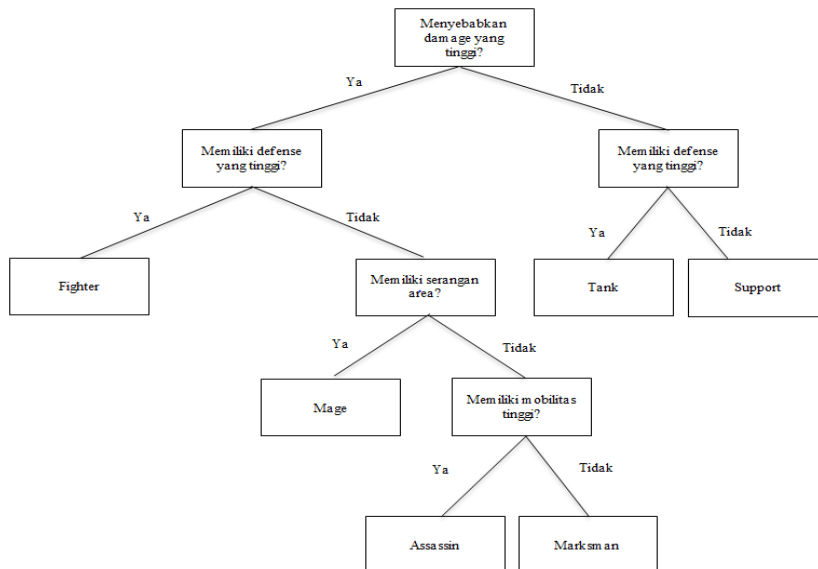 Menyebabkan
damage yang
tinggi?
Ya
Tidak
Memiliki defense
yang tinggi?
Memiliki defense
yang tinggi?
Ya
Tidak
Ya
Tidak
Fighter
Memiliki serangan
area?
Tank
Support
Ya
Tidak
Mage
Memiliki mobilitas
tinggi?
Ya
Tidak
Assassin
Marksman